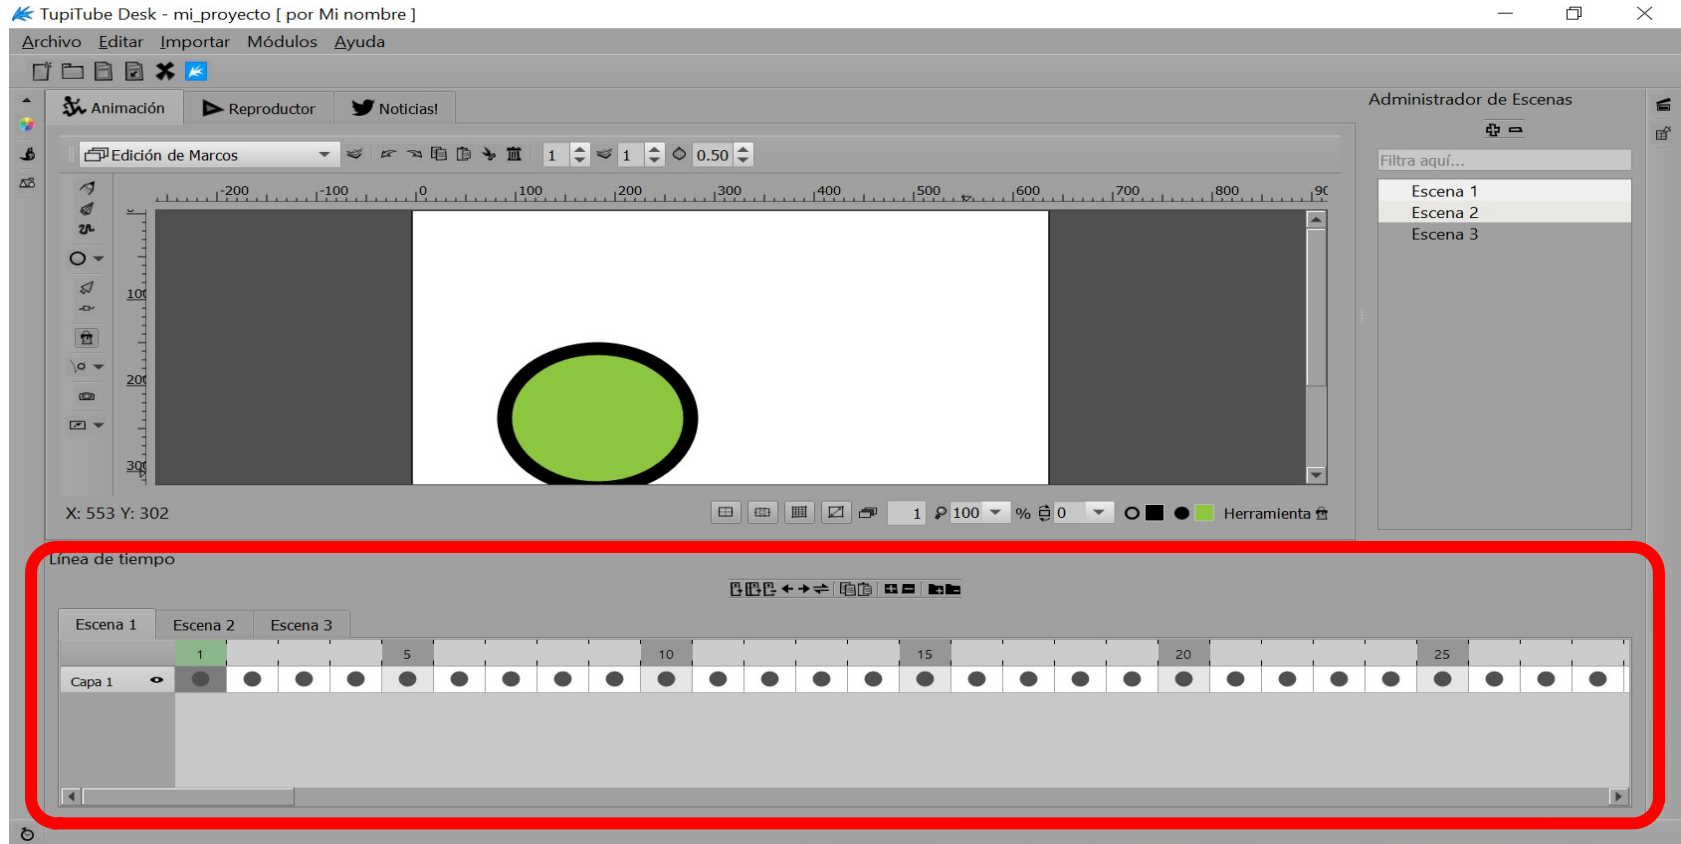 TupiTube Desk - mi_proyecto [ por Mi nombre ]
Archivo Editar Importar Módulos Ayuda
Animación Reproductor Noticias!
Administrador de Escenas
Edición de Marcos 1 1 0.50
Filtra aquí...
-200 -100 0 100 200 300 400 500 600 700 800 90
Escena 1
Escena 2
Escena 3
0
100
200
300
X: 553 Y: 302
1 100 % 0 Herramienta
Línea de tiempo
Escena 1 Escena 2 Escena 3
1 5 10 15 20 25
Capa 1